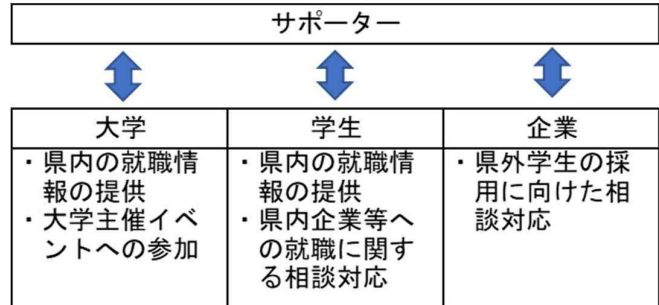 サポーター
大学
・県内の就職情
報の提供
・大学主催イベ
ントへの参加
学生
・県内の就職情
報の提供
・県内企業等へ
の就職に関す
る相談対応
企業
・県外学生の採
用に向けた相
談対応